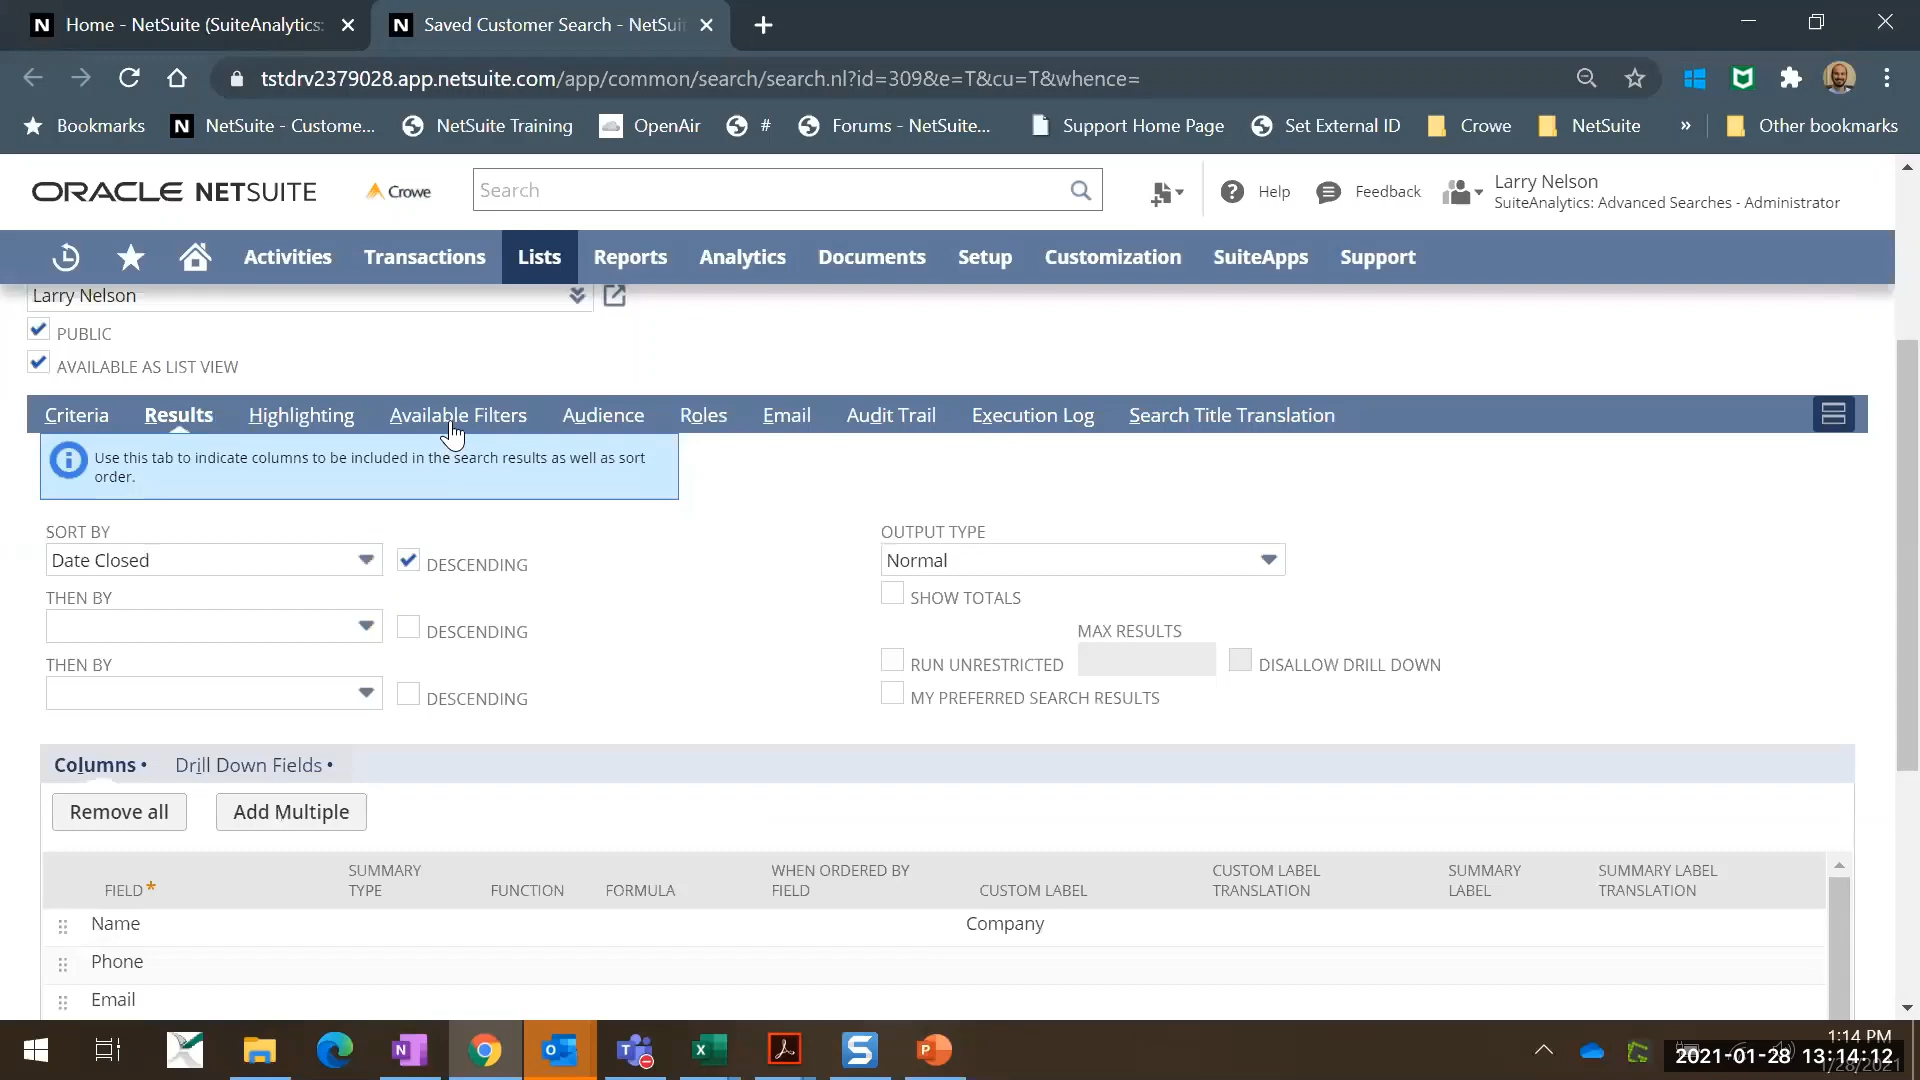 Home - NetSuite (SuiteAnalytics:
Saved Customer Search - NetSui
tstdrv2379028.app.netsuite.com/app/common/search/search.nl?id=309&e=T&cu=T&whence=
Bookmarks
N
NetSuite - Custome...
NetSuite Training
OpenAir
#
Forums - NetSuite...
Support Home Page
Set External ID
Crowe
NetSuite
»
Other bookmarks
ORACLE NETSUITE
Crowe
Search
Help
Feedback
Larry Nelson
SuiteAnalytics: Advanced Searches - Administrator
Activities
Transactions
Lists
Reports
Analytics
Documents
Setup
Customization
SuiteApps
Support
Larry Nelson
PUBLIC
AVAILABLE AS LIST VIEW
Criteria
Results
Highlighting
Available Filters
Audience
Roles
Email
Audit Trail
Execution Log
Search Title Translation
Use this tab to indicate columns to be included in the search results as well as sort
order.
SORT BY
Date Closed
DESCENDING
THEN BY
DESCENDING
THEN BY
DESCENDING
OUTPUT TYPE
Normal
SHOW TOTALS
MAX RESULTS
RUN UNRESTRICTED
DISALLOW DRILL DOWN
MY PREFERRED SEARCH RESULTS
Columns •
Drill Down Fields •
Remove all
Add Multiple
FIELD *
SUMMARY
TYPE
FUNCTION
FORMULA
WHEN ORDERED BY
FIELD
CUSTOM LABEL
CUSTOM LABEL
TRANSLATION
SUMMARY
LABEL
SUMMARY LABEL
TRANSLATION
Name
Company
Phone
Email
1:14 PM
2021-01-28 13:14:12